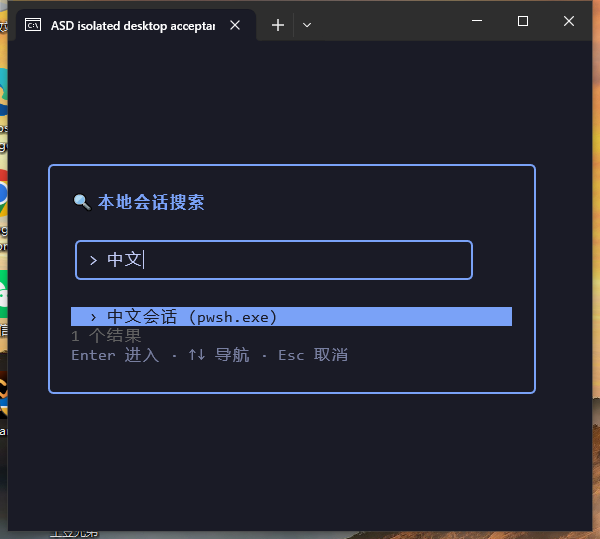 ASD isolated desktop acceptar
🔍 本地会话搜索
> 中文
› 中文会话 (pwsh.exe)
1 个结果
Enter 进入 · ↑↓ 导航 · Esc 取消